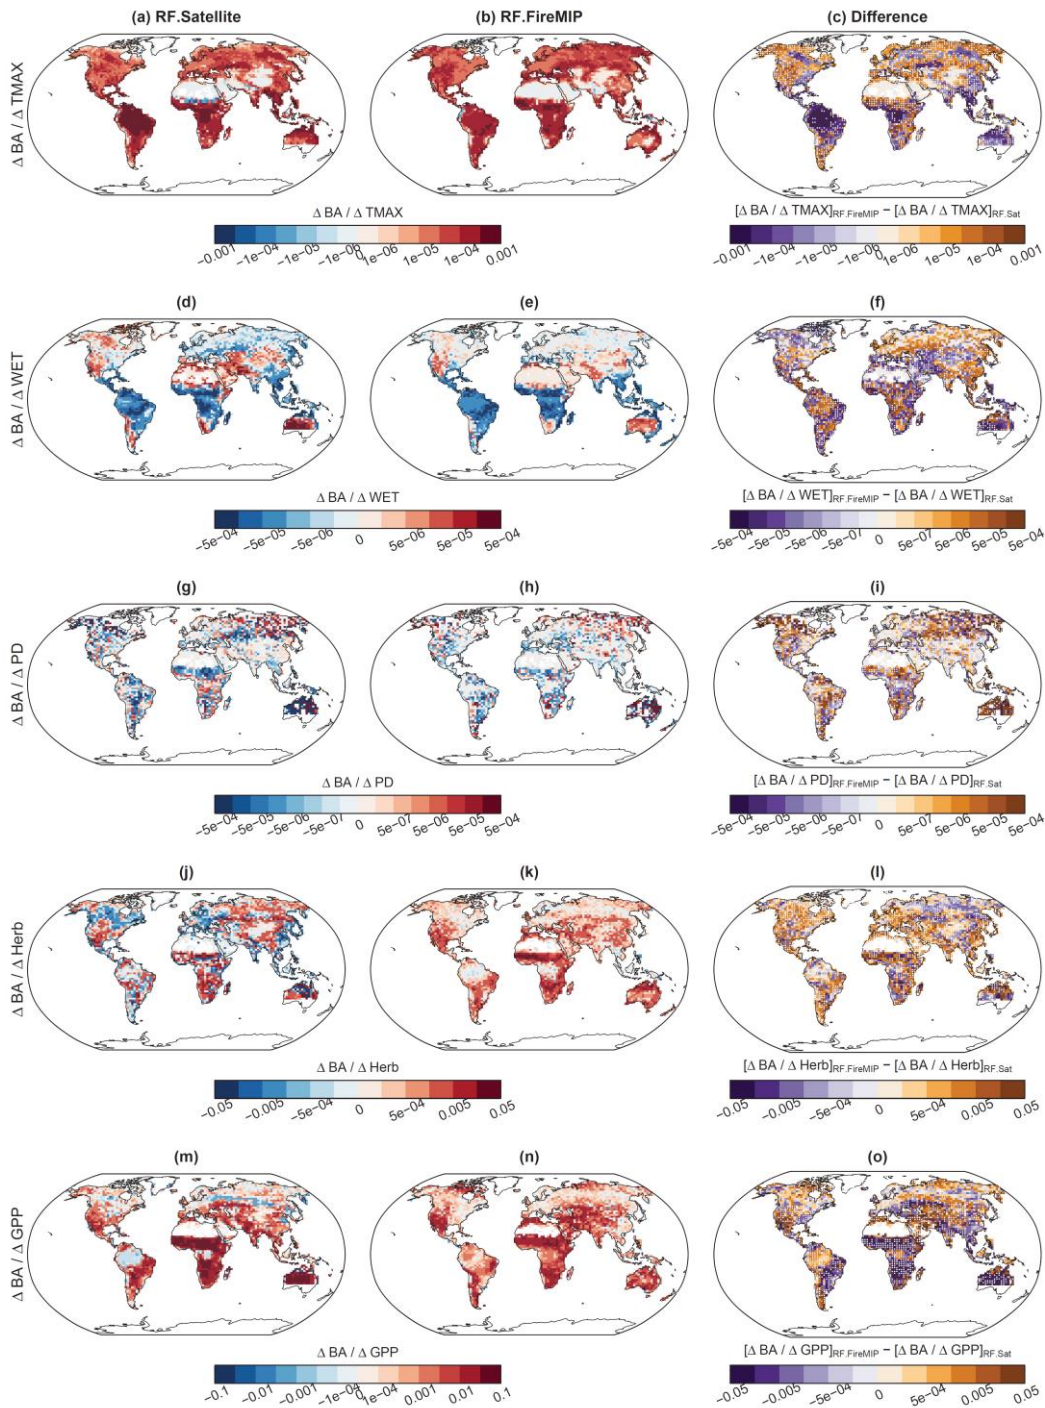 (a) RF.Satellite
(b) RF.FireMIP
(c) Difference
Δ BA / Δ TMAX
Δ BA / Δ TMAX
−0.001 −1e−04 −1e−05 −1e−06 1e−06 1e−05 1e−04 0.001
[Δ BA / Δ TMAX]RF.FireMIP − [Δ BA / Δ TMAX]RF.Sat
−0.001 −1e−04 −1e−05 −1e−06 1e−06 1e−05 1e−04 0.001
(d)
(e)
(f)
Δ BA / Δ WET
Δ BA / Δ WET
−5e−04 −5e−05 −5e−06 0 5e−06 5e−05 5e−04
[Δ BA / Δ WET]RF.FireMIP − [Δ BA / Δ WET]RF.Sat
−5e−04 −5e−05 −5e−06 −5e−07 0 5e−07 5e−06 5e−05 5e−04
(g)
(h)
(i)
Δ BA / Δ PD
Δ BA / Δ PD
−5e−04 −5e−05 −5e−06 −5e−07 0 5e−07 5e−06 5e−05 5e−04
[Δ BA / Δ PD]RF.FireMIP − [Δ BA / Δ PD]RF.Sat
−5e−04 −5e−05 −5e−06 −5e−07 0 5e−07 5e−06 5e−05 5e−04
(j)
(k)
(l)
Δ BA / Δ Herb
Δ BA / Δ Herb
−0.05 −0.005 −5e−04 0 5e−04 0.005 0.05
[Δ BA / Δ Herb]RF.FireMIP − [Δ BA / Δ Herb]RF.Sat
−0.05 −0.005 −5e−04 0 5e−04 0.005 0.05
(m)
(n)
(o)
Δ BA / Δ GPP
Δ BA / Δ GPP
−0.1 −0.01 −0.001 −1e−04 1e−04 0.001 0.01 0.1
[Δ BA / Δ GPP]RF.FireMIP − [Δ BA / Δ GPP]RF.Sat
−0.05 −0.005 −5e−04 0 5e−04 0.005 0.05